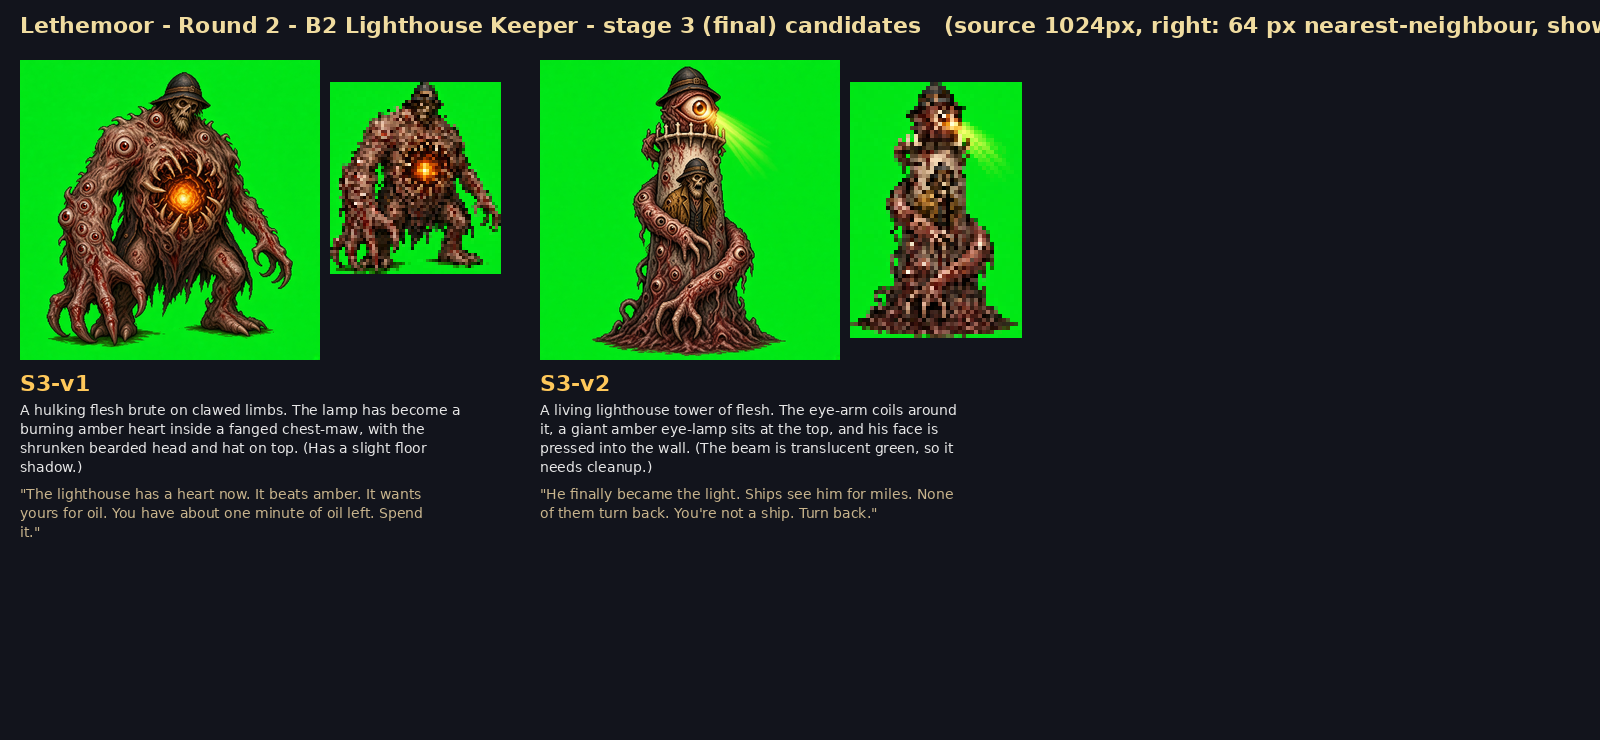 Lethemoor - Round 2 - B2 Lighthouse Keeper - stage 3 (final) candidates (source 1024px, right: 64 px nearest-neighbour,
S3-v1
A hulking flesh brute on clawed limbs. The lamp has become a
burning amber heart inside a fanged chest-maw, with the
shrunken bearded head and hat on top. (Has a slight floor
shadow.)
"The lighthouse has a heart now. It beats amber. It wants
yours for oil. You have about one minute of oil left. Spend
it."
S3-v2
A living lighthouse tower of flesh. The eye-arm coils around
it, a giant amber eye-lamp sits at the top, and his face is
pressed into the wall. (The beam is translucent green, so it
needs cleanup.)
"He finally became the light. Ships see him for miles. None
of them turn back. You're not a ship. Turn back."